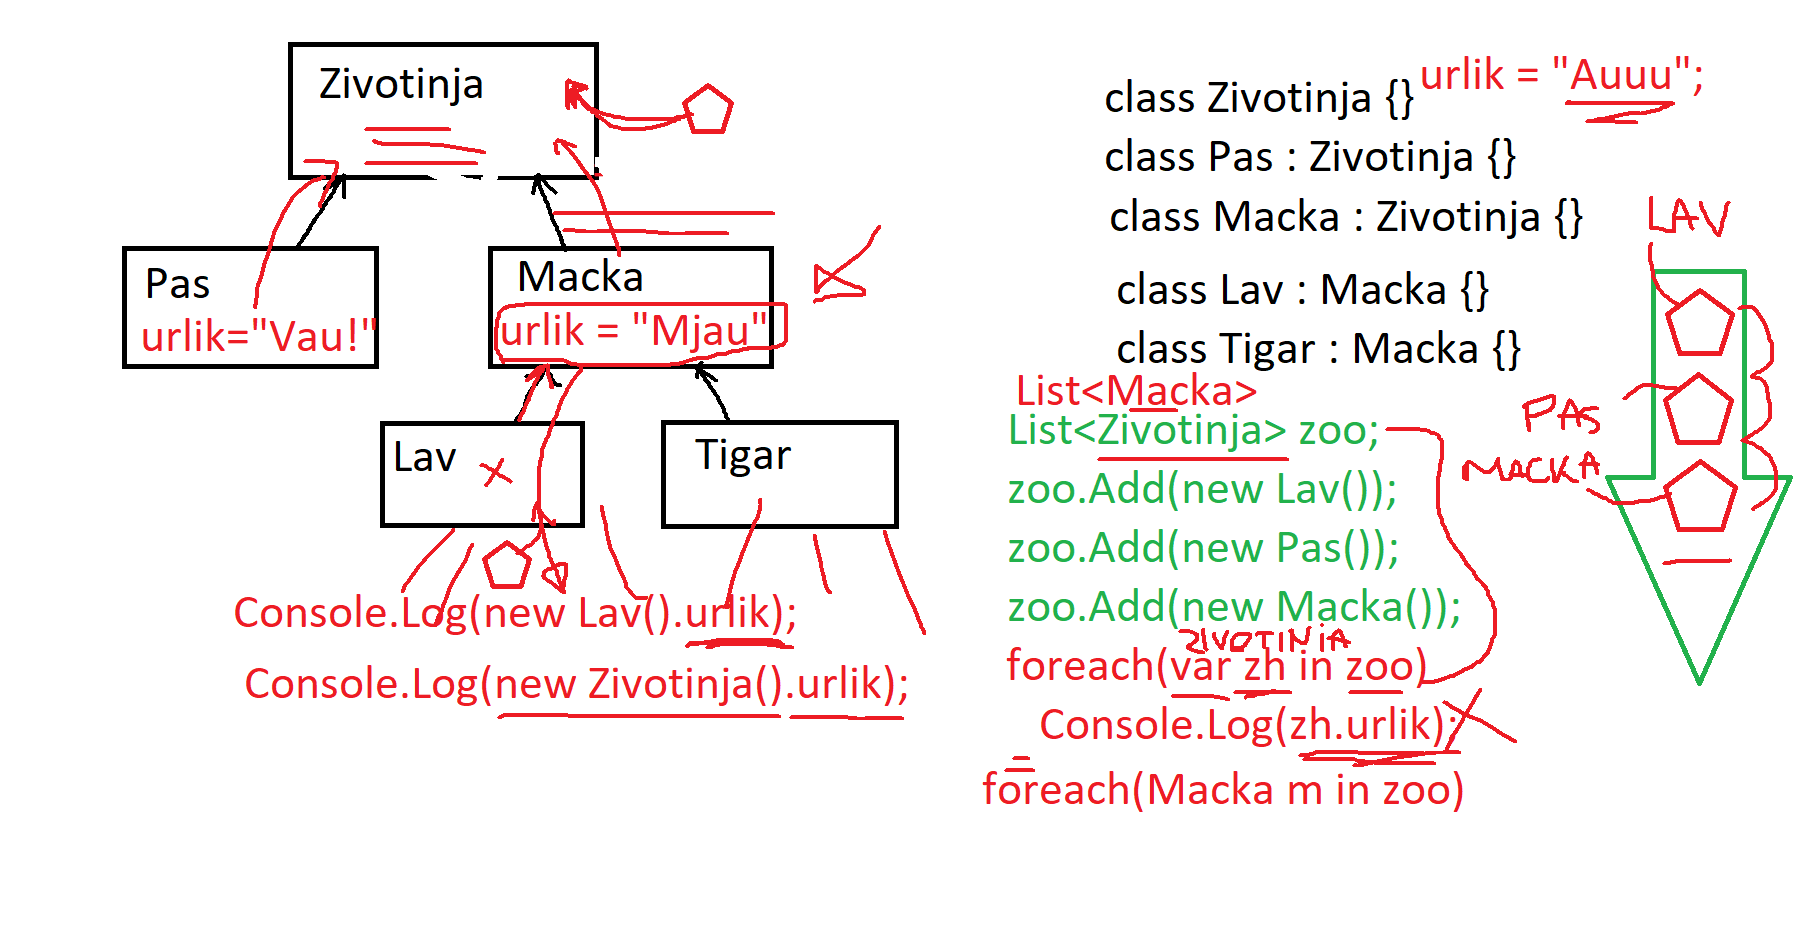 Zivotinja
Pas
urlik="Vau!"
Macka
urlik = "Mjau"
Lav
Tigar
Console.Log(new Lav().urlik);
Console.Log(new Zivotinja().urlik);
class Zivotinja {} urlik = "Auuu";
class Pas : Zivotinja {}
class Macka : Zivotinja {}
class Lav : Macka {}
class Tigar : Macka {}
List<Macka>
List<Zivotinja> zoo;
zoo.Add(new Lav());
zoo.Add(new Pas());
zoo.Add(new Macka());
ZIVOTINJA
foreach(var zh in zoo)
Console.Log(zh.urlik);
foreach(Macka m in zoo)
LAV
PAS
MACKA